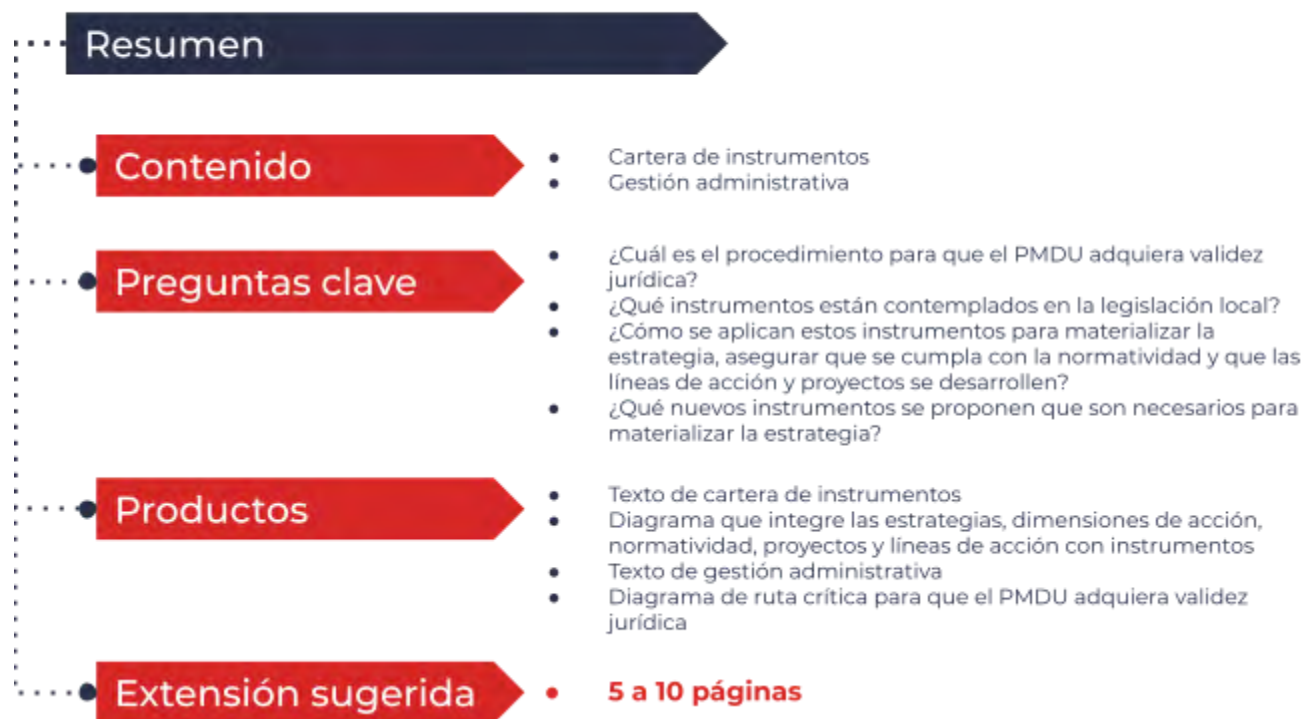 Resumen
Contenido
• Cartera de instrumentos
• Gestión administrativa
Preguntas clave
• ¿Cuál es el procedimiento para que el PMDU adquiera validez
jurídica?
• ¿Qué instrumentos están contemplados en la legislación local?
• ¿Cómo se aplican estos instrumentos para materializar la
estrategia, asegurar que se cumpla con la normatividad y que las
líneas de acción y proyectos se desarrollen?
• ¿Qué nuevos instrumentos se proponen que son necesarios para
materializar la estrategia?
Productos
• Texto de cartera de instrumentos
• Diagrama que integre las estrategias, dimensiones de acción,
normatividad, proyectos y líneas de acción con instrumentos
• Texto de gestión administrativa
• Diagrama de ruta crítica para que el PMDU adquiera validez
jurídica
Extensión sugerida
• 5 a 10 páginas